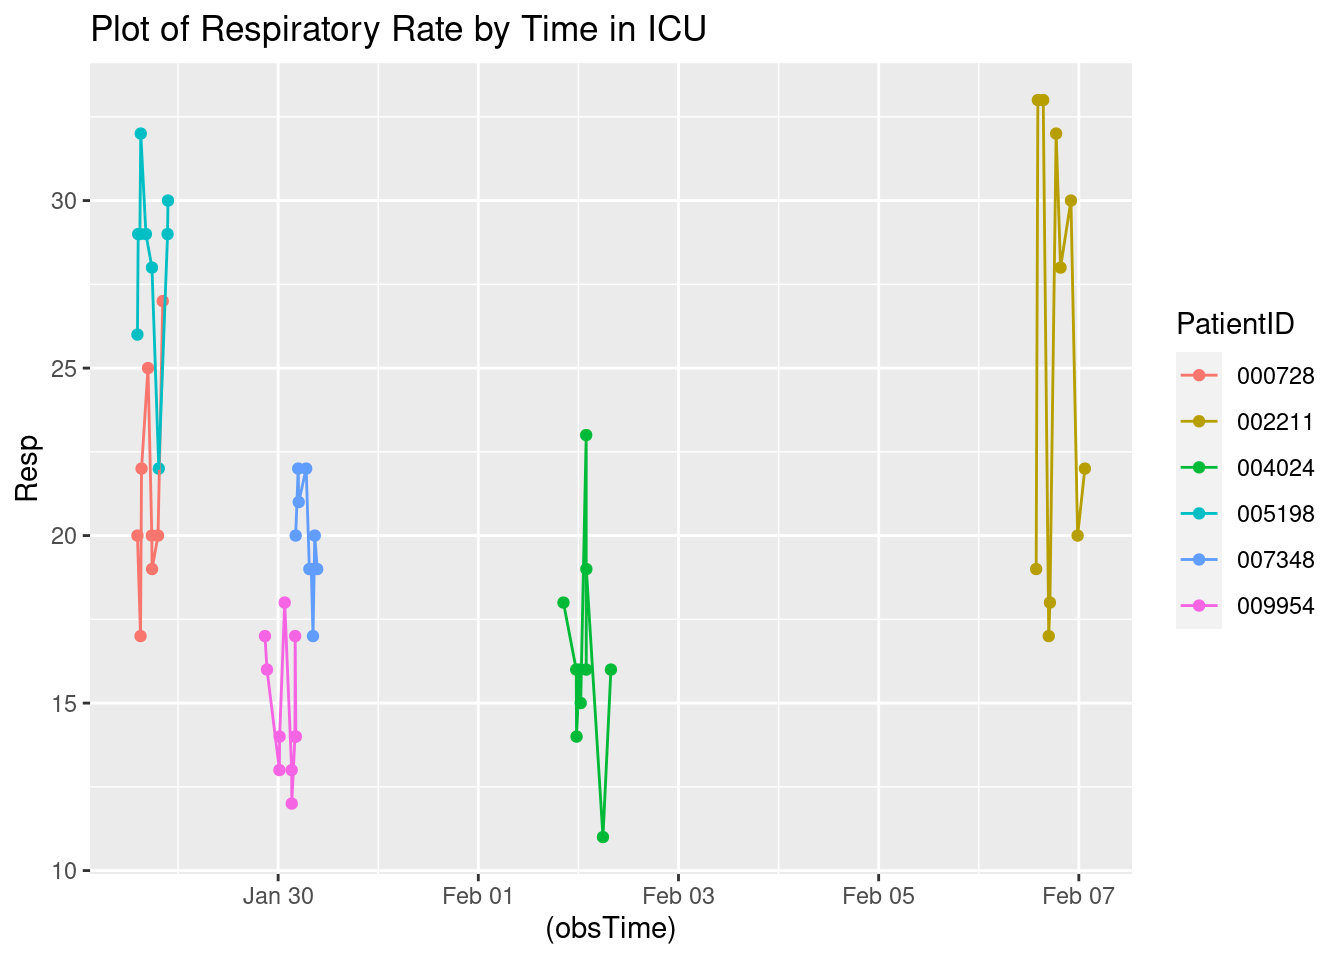 Plot of Respiratory Rate by Time in ICU
Resp
30
25
20
15
10
Jan 30
Feb 01
Feb 03
Feb 05
Feb 07
(obsTime)
PatientID
000728
002211
004024
005198
007348
009954